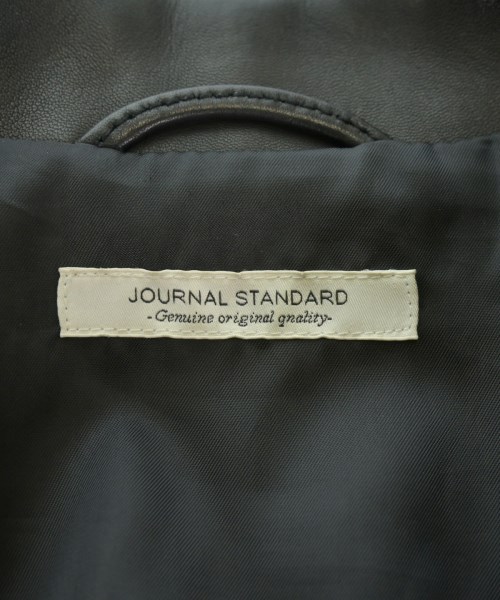 JOURNAL STANDARD
-Genuine original qnality-